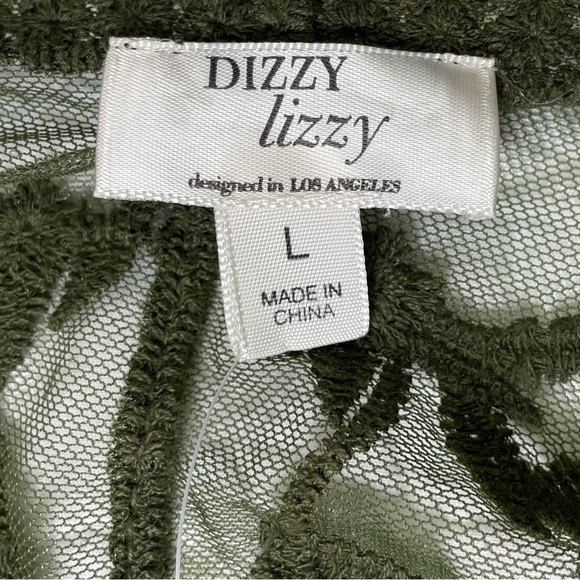 DIZZY
lizzy
designed in LOS ANGELES
L
MADE IN
CHINA